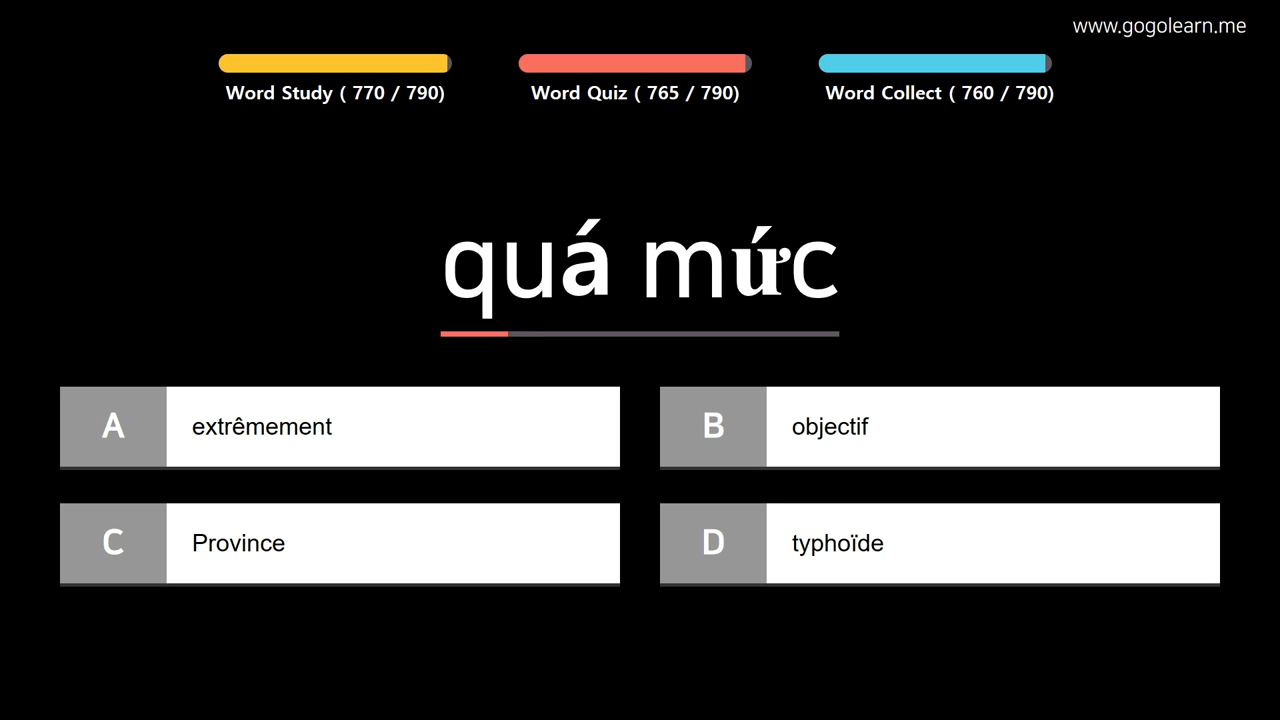 www.gogolearn.me
Word Study ( 770 / 790)
Word Quiz ( 765 / 790)
Word Collect ( 760 / 790)
quá mức
A
extrêmement
B
objectif
C
Province
D
typhoïde